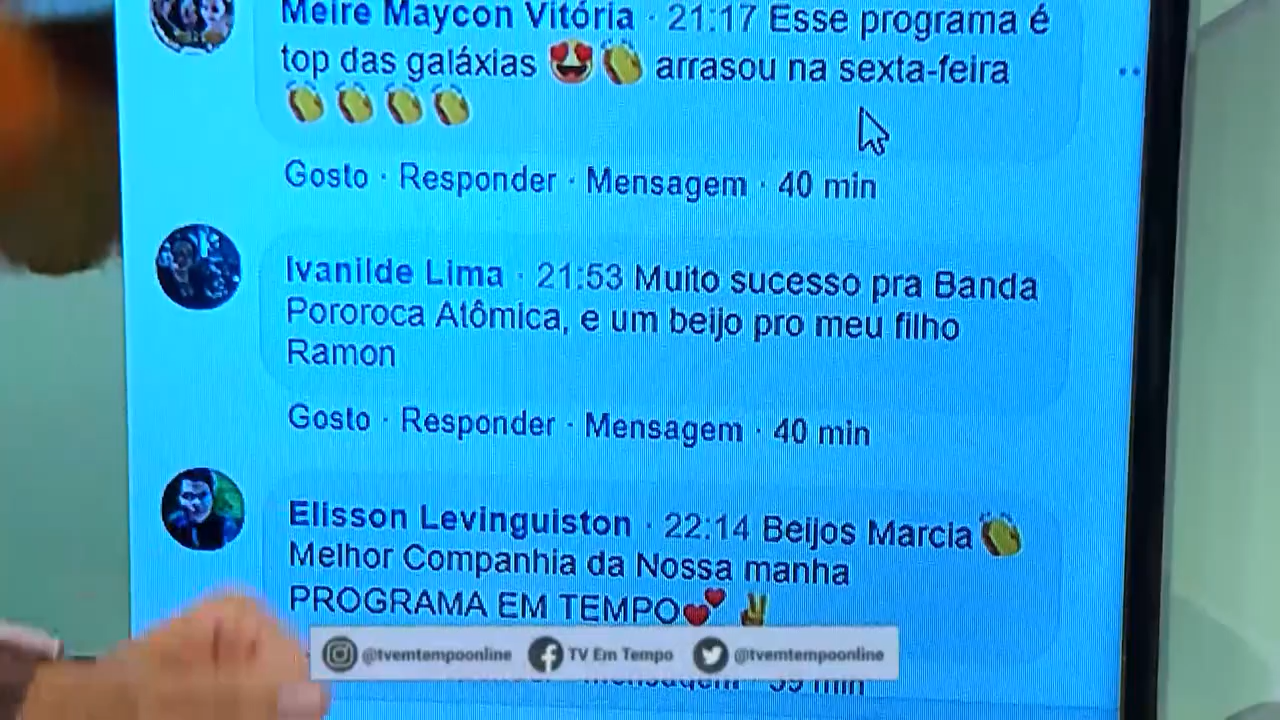 Meire Maycon Vitória · 21:17 Esse programa é
top das galáxias 😍👏 arrasou na sexta-feira
👏👏👏👏
Gosto · Responder · Mensagem · 40 min
Ivanilde Lima · 21:53 Muito sucesso pra Banda
Pororoca Atômica, e um beijo pro meu filho
Ramon
Gosto · Responder · Mensagem · 40 min
Elisson Levinguiston · 22:14 Beijos Marcia 👏
Melhor Companhia da Nossa manha
PROGRAMA EM TEMPO💕✌
@tvemtempoonline TV Em Tempo @tvemtempoonline
Mensagem · 39 min